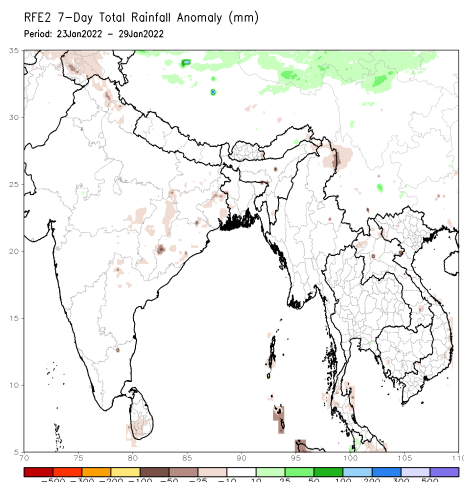 RFE2 7-Day Total Rainfall Anomaly (mm)
Period: 23Jan2022 - 29Jan2022
35
30
25
20
15
10
5
70 75 80 85 90 95 100 105 110
-500 -300 -200 -100 -50 -25 -10 10 25 50 100 200 300 500